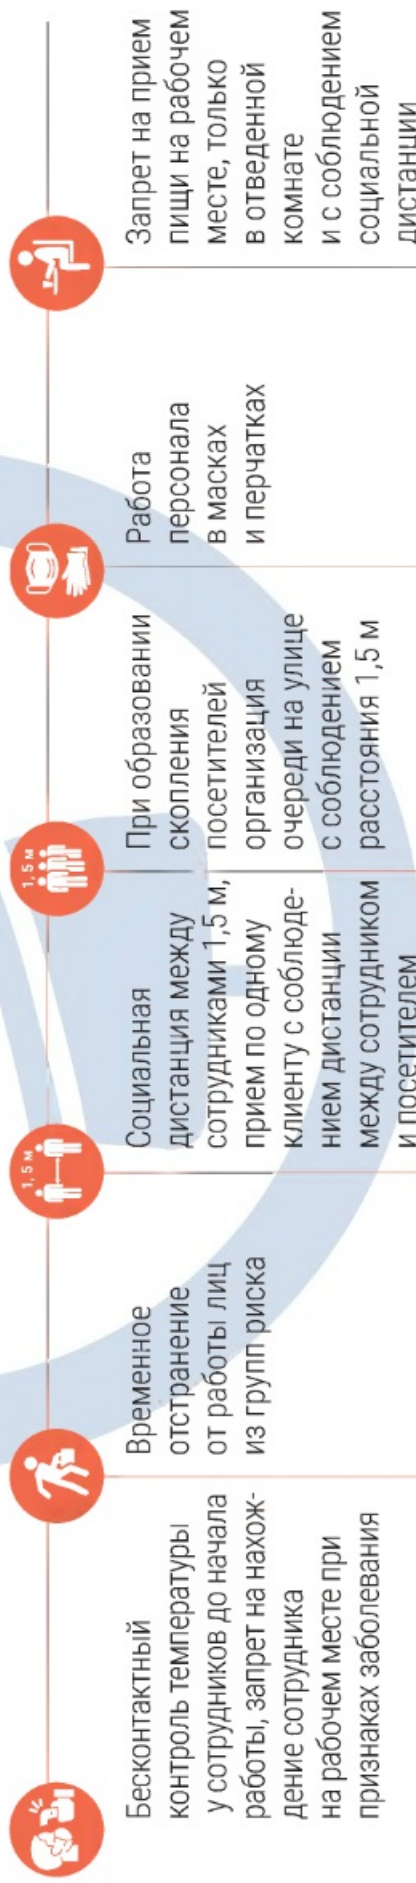 Бесконтактный
контроль температуры
у сотрудников до начала
работы, запрет на нахож-
дение сотрудника
на рабочем месте при
признаках заболевания
Временное
отстранение
от работы лиц
из групп риска
1,5 м
Социальная
дистанция между
сотрудниками 1,5 м,
прием по одному
клиенту с соблюде-
нием дистанции
между сотрудником
и посетителем
1,5 м
При образовании
скопления
посетителей
организация
очереди на улице
с соблюдением
расстояния 1,5 м
Работа
персонала
в масках
и перчатках
Запрет на прием
пищи на рабочем
месте, только
в отведенной
комнате
и с соблюдением
социальной
дистанции